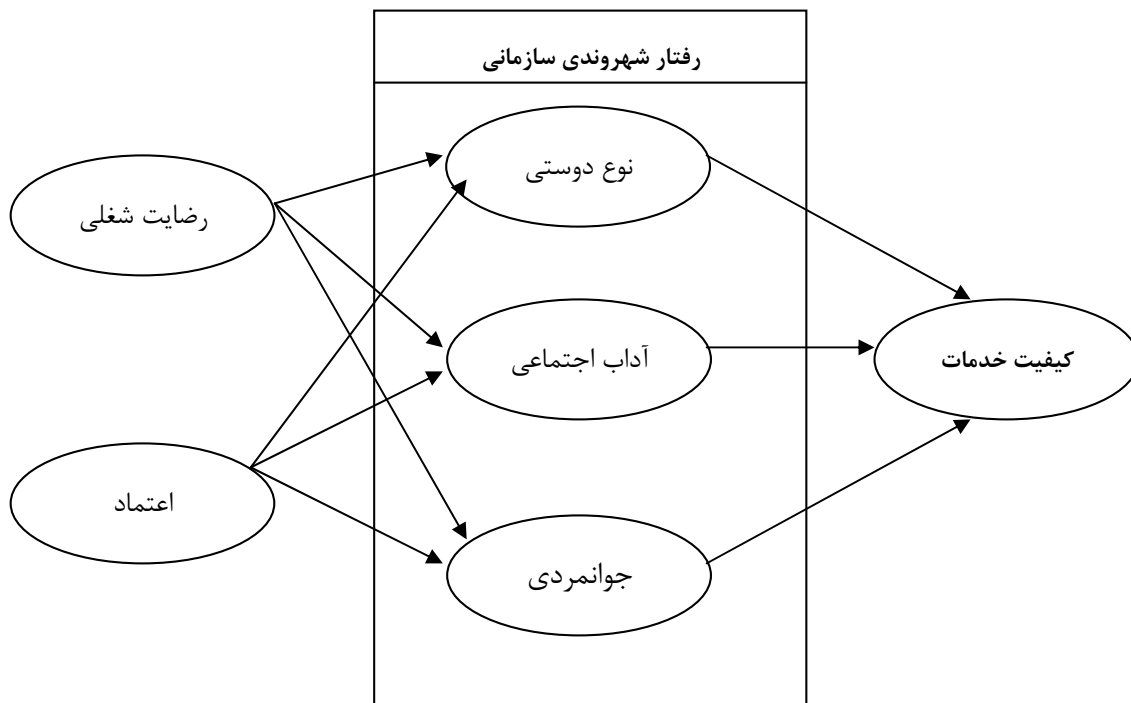 رفتار شهروندی سازمانی
نوع دوستی
رضایت شغلی
آداب اجتماعی
کیفیت خدمات
اعتماد
جوانمردی